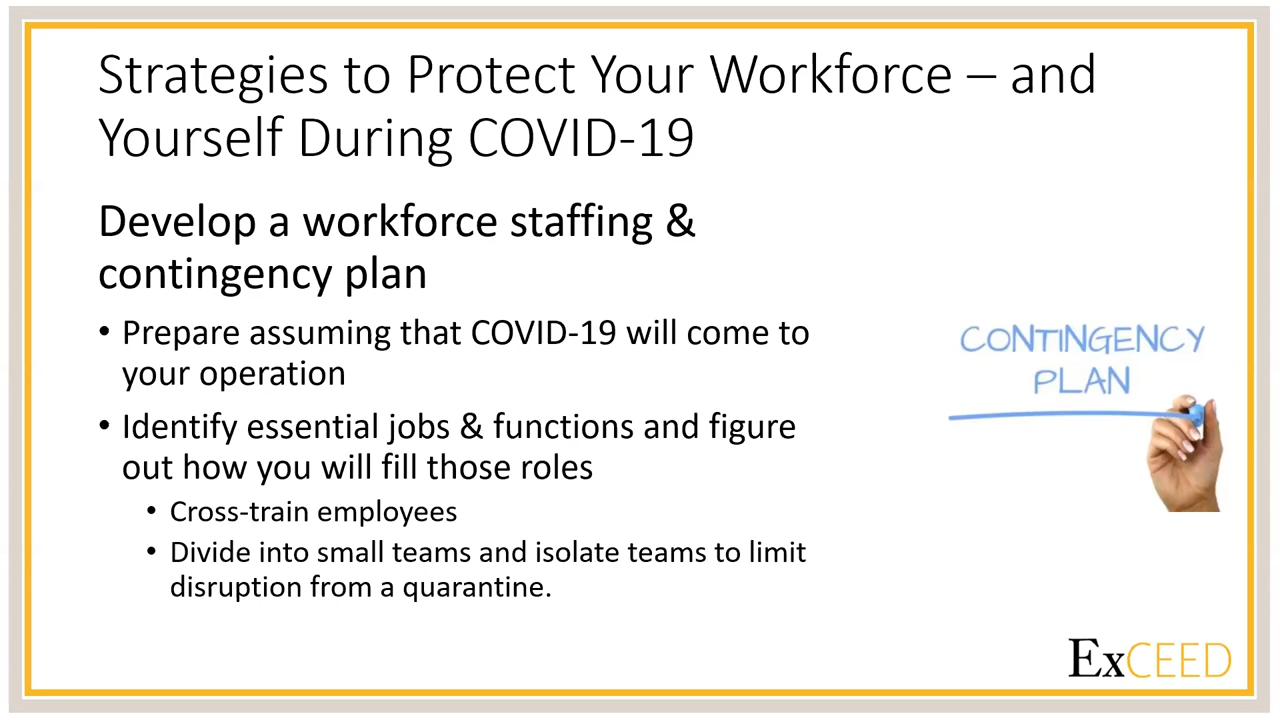 Strategies to Protect Your Workforce – and
Yourself During COVID-19
Develop a workforce staffing &
contingency plan
• Prepare assuming that COVID-19 will come to
your operation
• Identify essential jobs & functions and figure
out how you will fill those roles
• Cross-train employees
• Divide into small teams and isolate teams to limit
disruption from a quarantine.
CONTINGENCY
PLAN
ExCEED